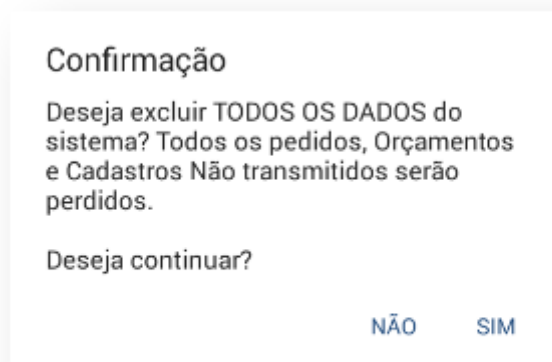 Confirmação
Deseja excluir TODOS OS DADOS do
sistema? Todos os pedidos, Orçamentos
e Cadastros Não transmitidos serão
perdidos.
Deseja continuar?
NÃO SIM